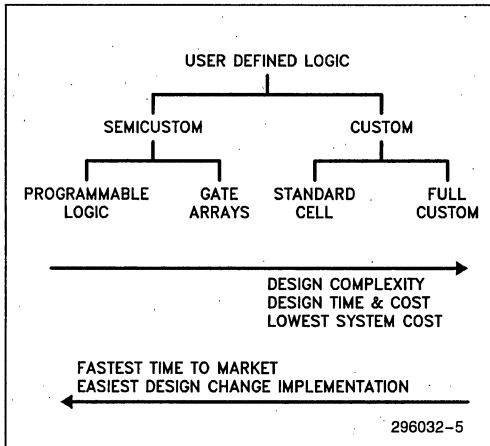 USER DEFINED LOGIC
SEMICUSTOM
CUSTOM
PROGRAMMABLE
LOGIC
GATE
ARRAYS
STANDARD
CELL
FULL
CUSTOM
DESIGN COMPLEXITY
DESIGN TIME & COST
LOWEST SYSTEM COST
FASTEST TIME TO MARKET
EASIEST DESIGN CHANGE IMPLEMENTATION
296032-5